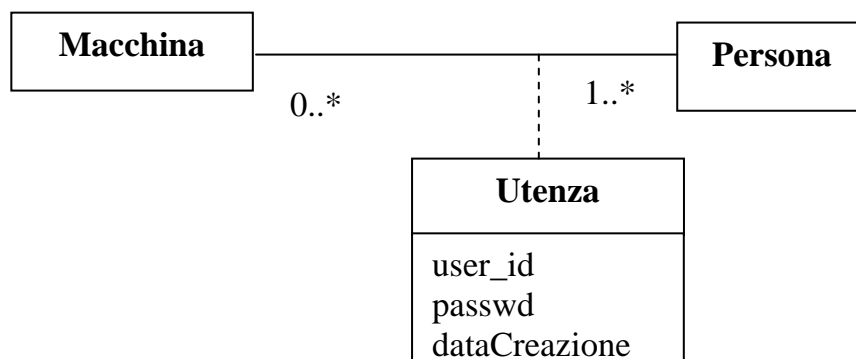 Macchina
Persona
0..*
1..*
Utenza
user_id
passwd
dataCreazione